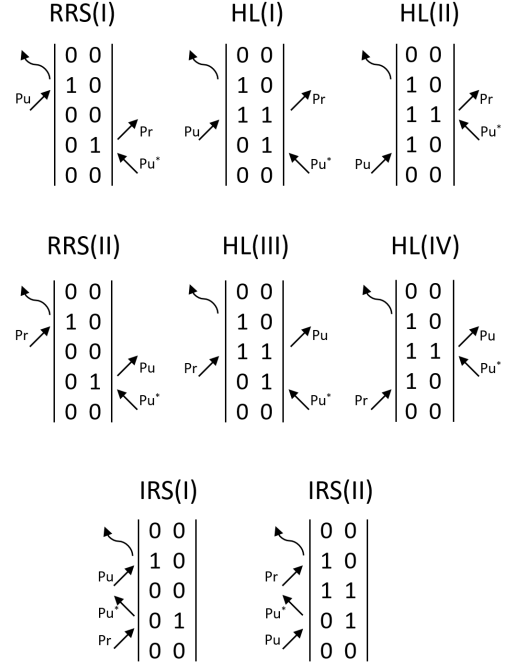 RRS(I) HL(I) HL(II)
0 0 0 0 0 0
1 0 1 0 1 0
Pu Pr Pr
0 0 1 1 1 1
Pr Pu Pu*
0 1 0 1 1 0
Pu* Pu* Pu
0 0 0 0 0 0
RRS(II) HL(III) HL(IV)
0 0 0 0 0 0
1 0 1 0 1 0
Pr Pu Pu
0 0 1 1 1 1
Pu Pr Pu*
0 1 0 1 1 0
Pu* Pu* Pr
0 0 0 0 0 0
IRS(I) IRS(II)
0 0 0 0
1 0 1 0
Pu Pr
0 0 1 1
Pu* Pu*
0 1 0 1
Pr Pu
0 0 0 0